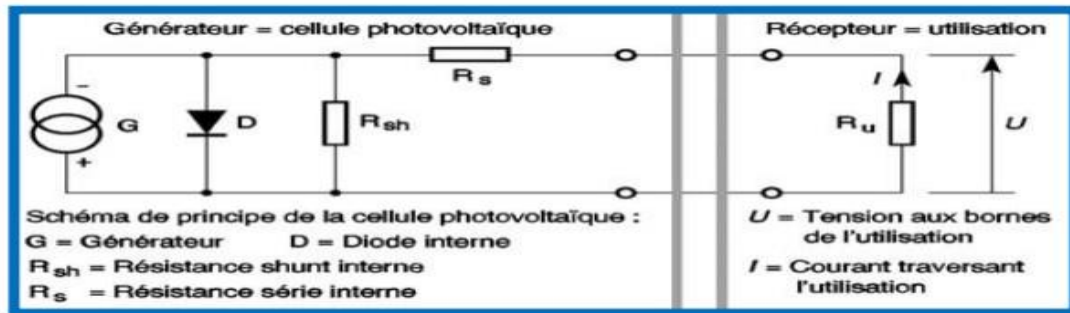 Générateur = cellule photovoltaïque
Récepteur = utilisation
Rs
I
-
G
D
Rsh
Ru
U
+
Schéma de principe de la cellule photovoltaïque :
G = Générateur D = Diode interne
Rsh = Résistance shunt interne
Rs = Résistance série interne
U = Tension aux bornes
de l'utilisation
I = Courant traversant
l'utilisation